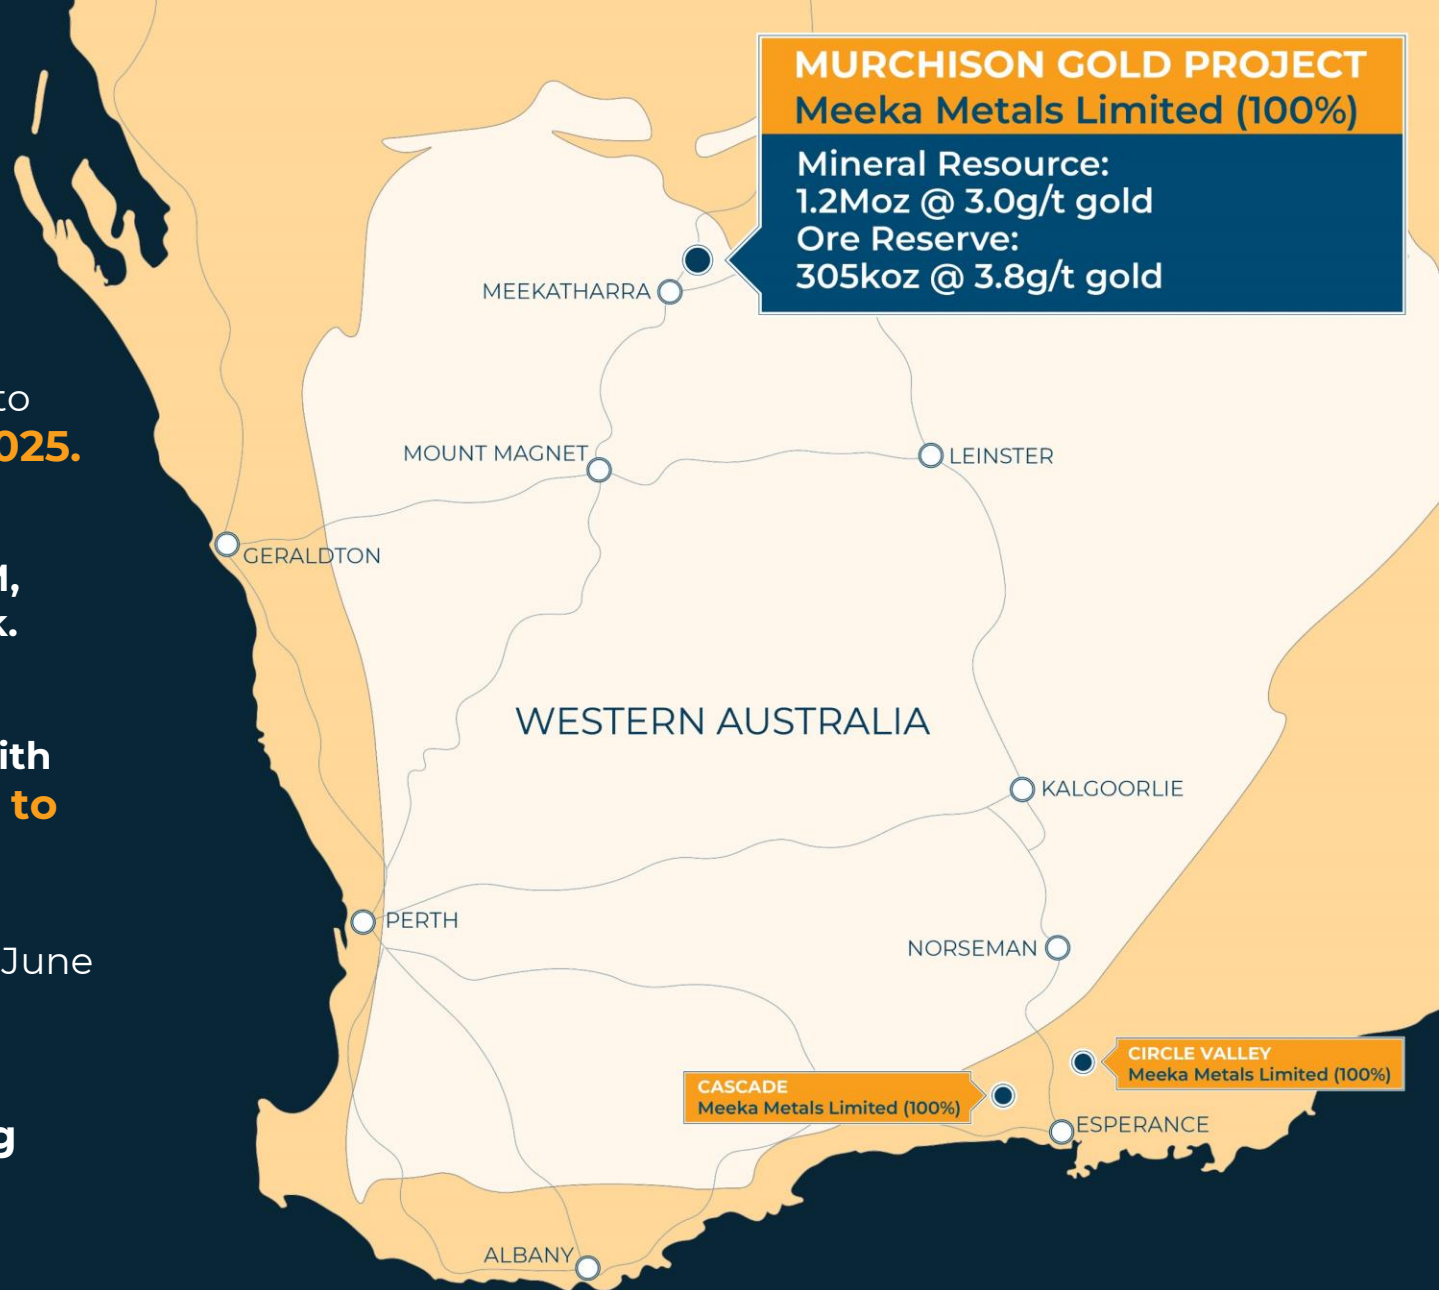 to
025.
k.
ith
to
June
g
MURCHISON GOLD PROJECT
Meeka Metals Limited (100%)
Mineral Resource:
1.2Moz @ 3.0g/t gold
Ore Reserve:
305koz @ 3.8g/t gold
MEEKATHARRA
MOUNT MAGNET
LEINSTER
GERALDTON
WESTERN AUSTRALIA
KALGOORLIE
PERTH
NORSEMAN
CIRCLE VALLEY
Meeka Metals Limited (100%)
CASCADE
Meeka Metals Limited (100%)
ESPERANCE
ALBANY